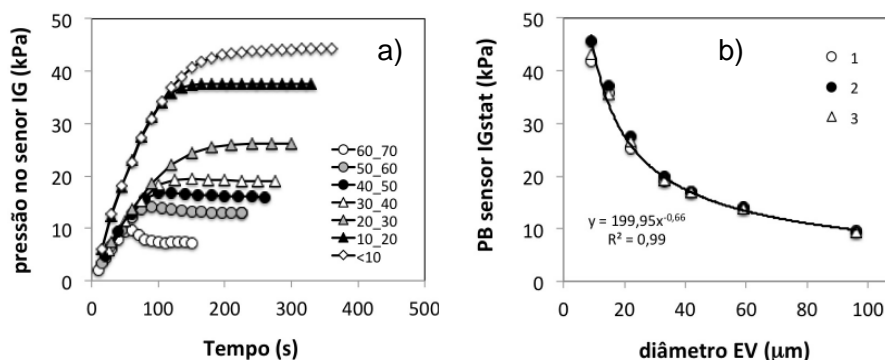 a)
pressão no senor IG (kPa)
50
40
30
20
10
0
60_70
50_60
40_50
30_40
20_30
10_20
<10
0 100 200 300 400 500
Tempo (s)
b)
PB sensor IGstat (kPa)
50
40
30
20
10
0
1
2
3
y = 199,95x-0,66
R² = 0,99
0 20 40 60 80 100
diâmetro EV (µm)